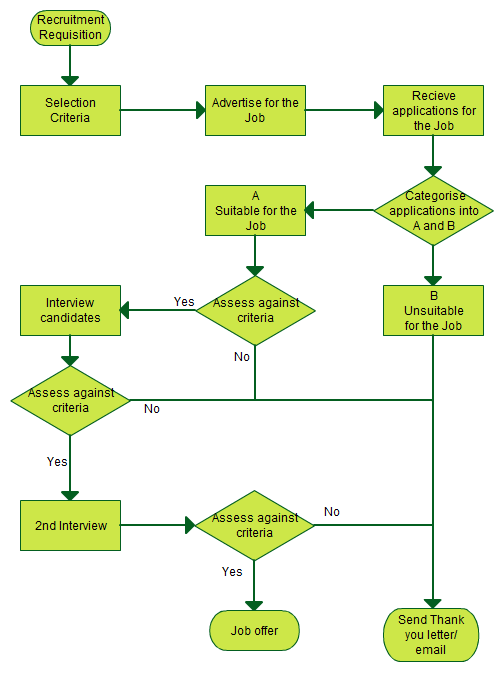 Recruitment
Requisition
Selection
Criteria
Advertise for the
Job
Recieve
applications for
the Job
Categorise
applications into
A and B
A
Suitable for the
Job
B
Unsuitable
for the Job
Assess against
criteria
Yes
No
Interview
candidates
Assess against
criteria
No
Yes
2nd Interview
Assess against
criteria
No
Yes
Job offer
Send Thank
you letter/
email